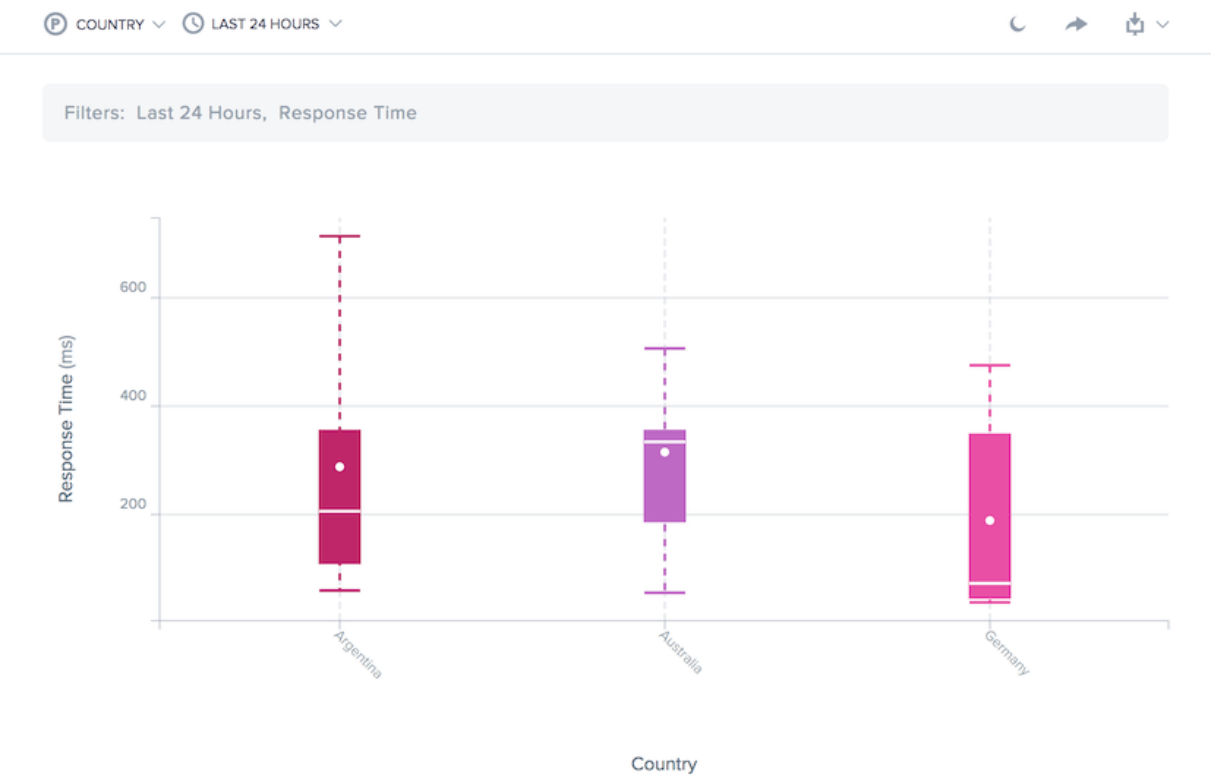 P COUNTRY LAST 24 HOURS
Filters: Last 24 Hours, Response Time
600
400
200
Response Time (ms)
Argentina
Australia
Germany
Country